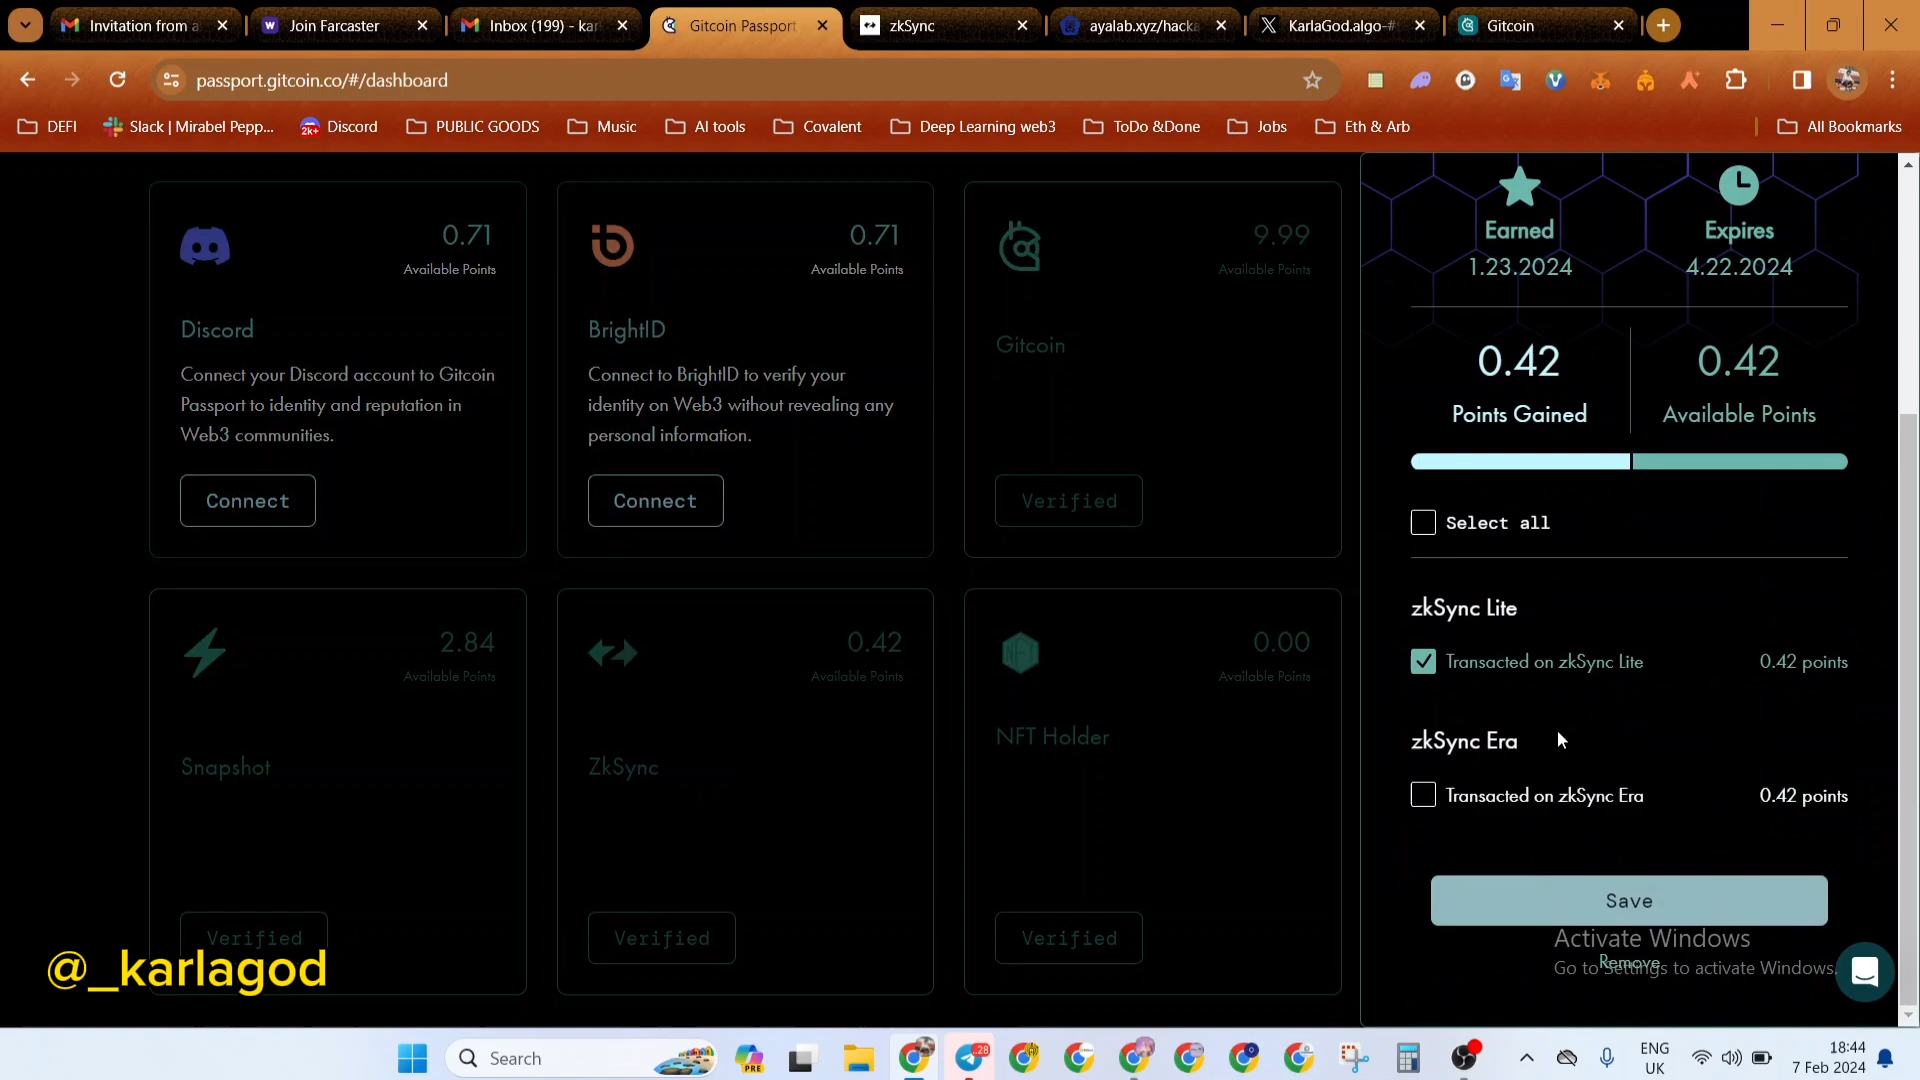 Invitation from a
Join Farcaster
Inbox (199) - kar
Gitcoin Passport
zkSync
ayalab.xyz/hacka
KarlaGod.algo-#
Gitcoin
passport.gitcoin.co/#/dashboard
DEFI
Slack | Mirabel Pepp...
2K+
Discord
PUBLIC GOODS
Music
AI tools
Covalent
Deep Learning web3
ToDo &Done
Jobs
Eth & Arb
All Bookmarks
0.71
Available Points
Discord
Connect your Discord account to Gitcoin
Passport to identity and reputation in
Web3 communities.
Connect
0.71
Available Points
BrightID
Connect to BrightID to verify your
identity on Web3 without revealing any
personal information.
Connect
9.99
Available Points
Gitcoin
Verified
2.84
Available Points
Snapshot
Verified
0.42
Available Points
ZkSync
Verified
NFT
0.00
Available Points
NFT Holder
Verified
Earned
1.23.2024
Expires
4.22.2024
0.42
Points Gained
0.42
Available Points
Select all
zkSync Lite
Transacted on zkSync Lite 0.42 points
zkSync Era
Transacted on zkSync Era 0.42 points
Save
Remove
Activate Windows
Go to Settings to activate Windows.
@_karlagod
Search
PRE
28
ENG
UK
18:44
7 Feb 2024